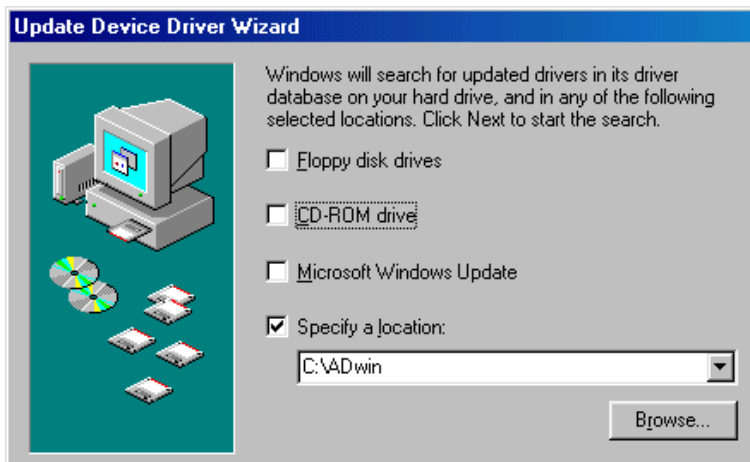 Update Device Driver Wizard
Windows will search for updated drivers in its driver
database on your hard drive, and in any of the following
selected locations. Click Next to start the search.
Floppy disk drives
CD-ROM drive
Microsoft Windows Update
Specify a location:
C:\ADwin
Browse...